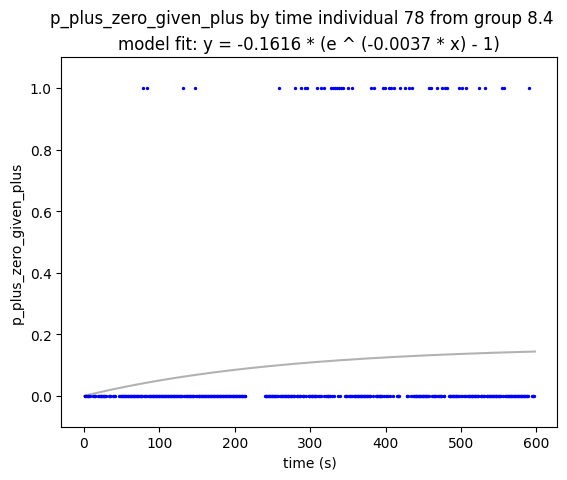 p_plus_zero_given_plus by time individual 78 from group 8.4
model fit: y = -0.1616 * (e ^ (-0.0037 * x) - 1)
1.0
0.8
0.6
0.4
0.2
0.0
p_plus_zero_given_plus
0 100 200 300 400 500 600
time (s)